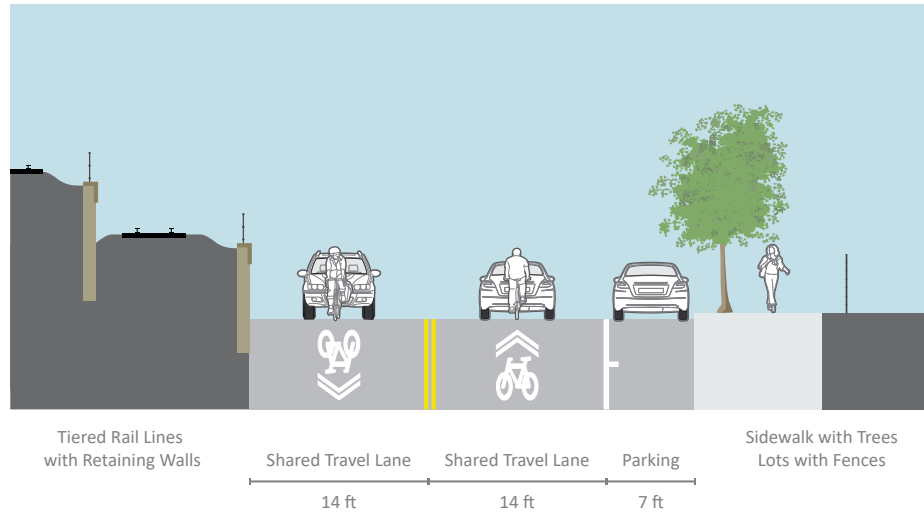 Tiered Rail Lines
with Retaining Walls
Shared Travel Lane
Shared Travel Lane
Parking
Sidewalk with Trees
Lots with Fences
14 ft
14 ft
7 ft